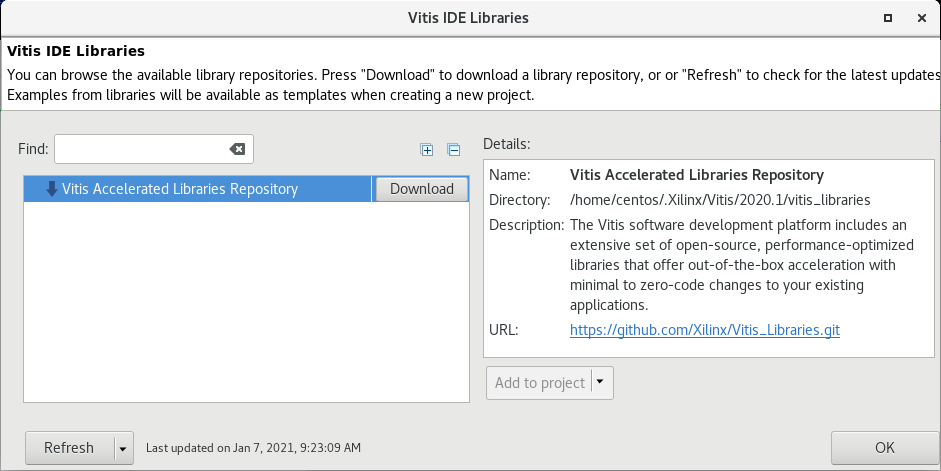 Vitis IDE Libraries
Vitis IDE Libraries
You can browse the available library repositories. Press "Download" to download a library repository, or or "Refresh" to check for the latest updates
Examples from libraries will be available as templates when creating a new project.
Find:
Vitis Accelerated Libraries Repository
Download
Details:
Name: Vitis Accelerated Libraries Repository
Directory: /home/centos/.Xilinx/Vitis/2020.1/vitis_libraries
Description: The Vitis software development platform includes an
extensive set of open-source, performance-optimized
libraries that offer out-of-the-box acceleration with
minimal to zero-code changes to your existing
applications.
URL: https://github.com/Xilinx/Vitis_Libraries.git
Add to project
Refresh
Last updated on Jan 7, 2021, 9:23:09 AM
OK